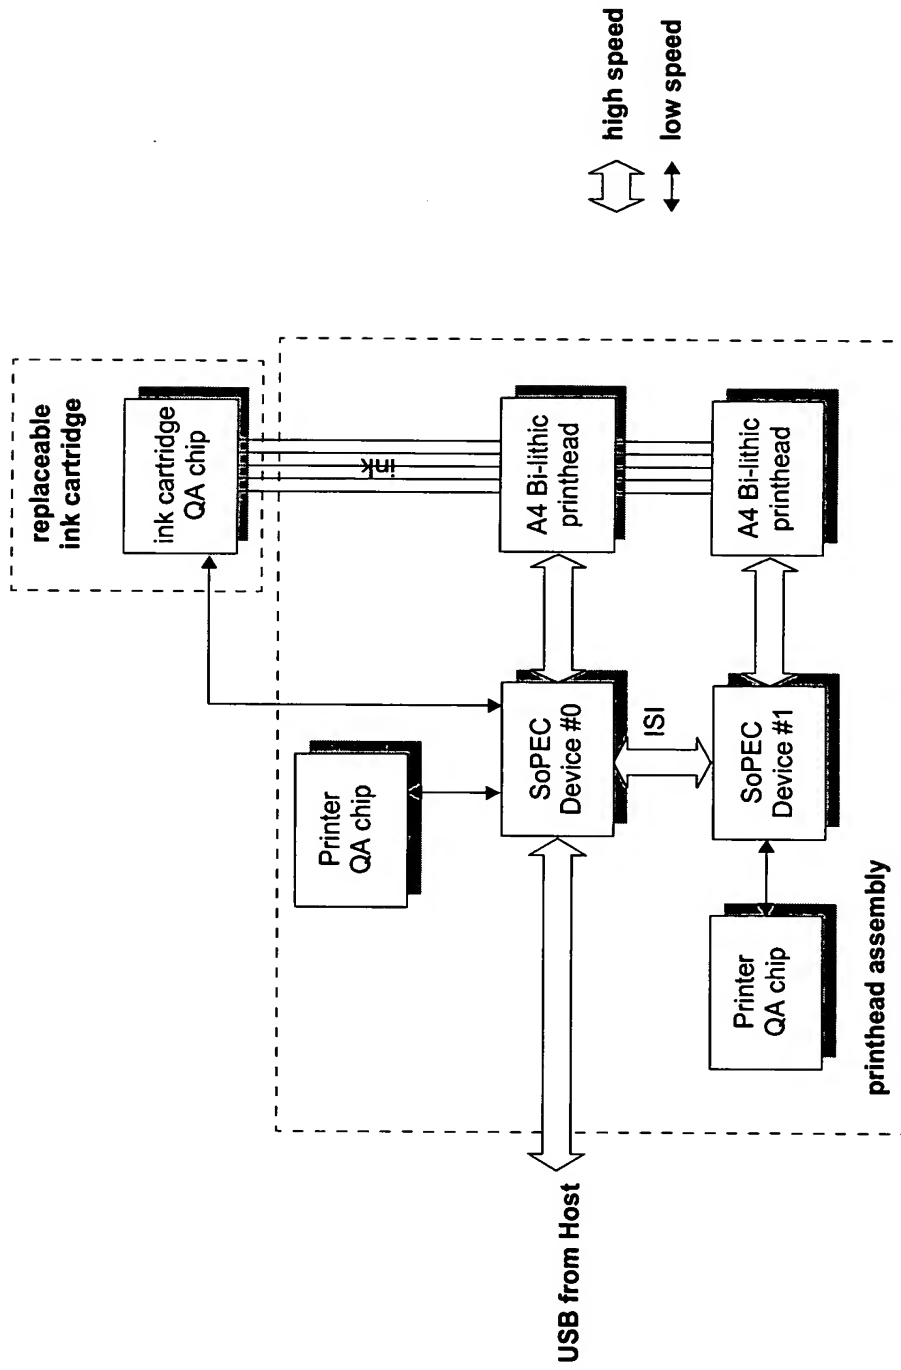 replaceable
ink cartridge
ink cartridge
QA chip
ink
Printer
QA chip
SoPEC
Device #0
A4 Bi-lithic
printhead
ISI
USB from Host
Printer
QA chip
SoPEC
Device #1
A4 Bi-lithic
printhead
printhead assembly
high speed
low speed